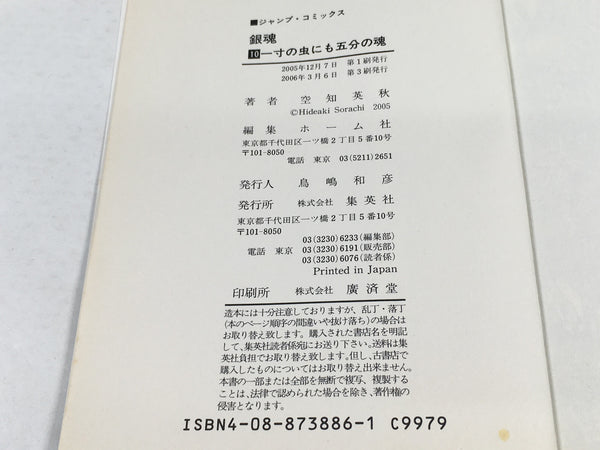 ■ジャンプ・コミックス
銀魂
10 一寸の虫にも五分の魂
2005年12月7日 第1刷発行
2006年3月6日 第3刷発行
著者 空知英秋
©Hideaki Sorachi 2005
編集 ホーム社
東京都千代田区一ツ橋2丁目5番10号
〒101-8050
電話 東京 03(5211)2651
発行人 鳥嶋和彦
発行所 株式会社 集英社
東京都千代田区一ツ橋2丁目5番10号
〒101-8050
03(3230)6233(編集部)
電話 東京 03(3230)6191(販売部)
03(3230)6076(読者係)
Printed in Japan
印刷所 株式会社 廣済堂
造本には十分注意しておりますが、乱丁・落丁
(本のページ順序の間違いや抜け落ち)の場合は
お取り替え致します。購入された書店名を明記
して、集英社読者係宛にお送り下さい。送料は集
英社負担でお取り替え致します。但し、古書店で
購入したものについてはお取り替え出来ません。
本書の一部または全部を無断で複写、複製する
ことは、法律で認められた場合を除き、著作権の
侵害となります。
ISBN4-08-873886-1 C9979